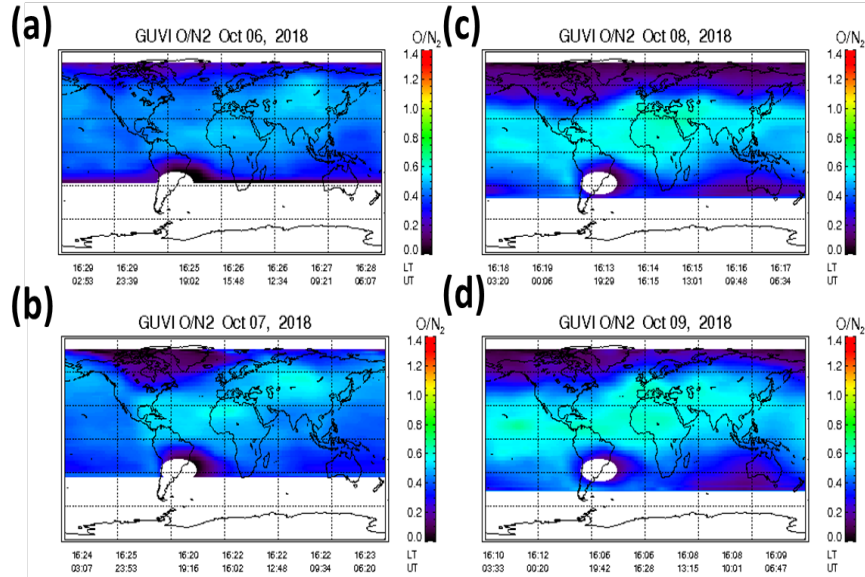 (a)
GUVI O/N2 Oct 06, 2018
O/N2
1.4
1.2
1.0
0.8
0.6
0.4
0.2
0.0
16:29 16:29 16:25 16:26 16:26 16:27 16:28 LT
02:53 23:39 19:02 15:48 12:34 09:21 06:07 UT
(b)
GUVI O/N2 Oct 07, 2018
O/N2
1.4
1.2
1.0
0.8
0.6
0.4
0.2
0.0
16:24 16:25 16:20 16:22 16:22 16:22 16:23 LT
03:07 23:53 19:16 16:02 12:48 09:34 06:20 UT
(c)
GUVI O/N2 Oct 08, 2018
O/N2
1.4
1.2
1.0
0.8
0.6
0.4
0.2
0.0
16:18 16:19 16:13 16:14 16:15 16:16 16:17 LT
03:20 00:06 19:29 16:15 13:01 09:48 06:34 UT
(d)
GUVI O/N2 Oct 09, 2018
O/N2
1.4
1.2
1.0
0.8
0.6
0.4
0.2
0.0
16:10 16:12 16:06 16:06 16:08 16:08 16:09 LT
03:33 00:20 19:42 16:28 13:15 10:01 06:47 UT